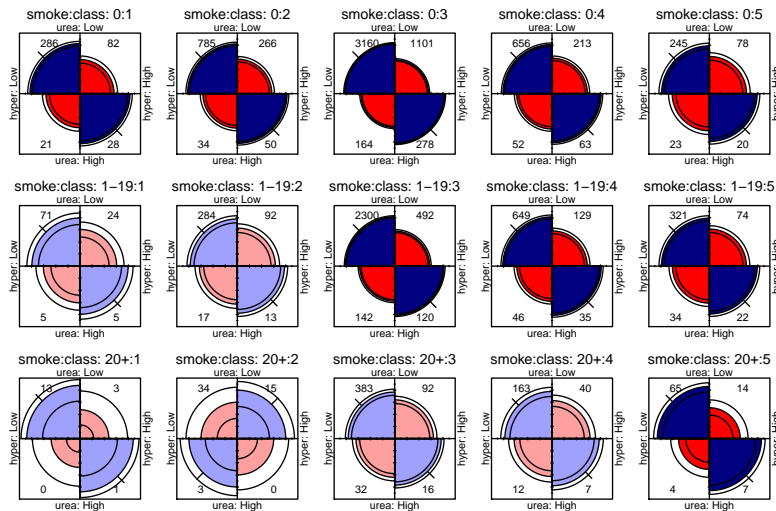 smoke:class: 0:1
urea: Low
286 82
hyper: Low
hyper: High
21 28
urea: High
smoke:class: 0:2
urea: Low
785 266
hyper: Low
hyper: High
34 50
urea: High
smoke:class: 0:3
urea: Low
3160 1101
hyper: Low
hyper: High
164 278
urea: High
smoke:class: 0:4
urea: Low
656 213
hyper: Low
hyper: High
52 63
urea: High
smoke:class: 0:5
urea: Low
245 78
hyper: Low
hyper: High
23 20
urea: High
smoke:class: 1−19:1
urea: Low
71 24
hyper: Low
hyper: High
5 5
urea: High
smoke:class: 1−19:2
urea: Low
284 92
hyper: Low
hyper: High
17 13
urea: High
smoke:class: 1−19:3
urea: Low
2300 492
hyper: Low
hyper: High
142 120
urea: High
smoke:class: 1−19:4
urea: Low
649 129
hyper: Low
hyper: High
46 35
urea: High
smoke:class: 1−19:5
urea: Low
321 74
hyper: Low
hyper: High
34 22
urea: High
smoke:class: 20+:1
urea: Low
13 3
hyper: Low
hyper: High
0 1
urea: High
smoke:class: 20+:2
urea: Low
34 15
hyper: Low
hyper: High
3 0
urea: High
smoke:class: 20+:3
urea: Low
383 92
hyper: Low
hyper: High
32 16
urea: High
smoke:class: 20+:4
urea: Low
163 40
hyper: Low
hyper: High
12 7
urea: High
smoke:class: 20+:5
urea: Low
65 14
hyper: Low
hyper: High
4 7
urea: High